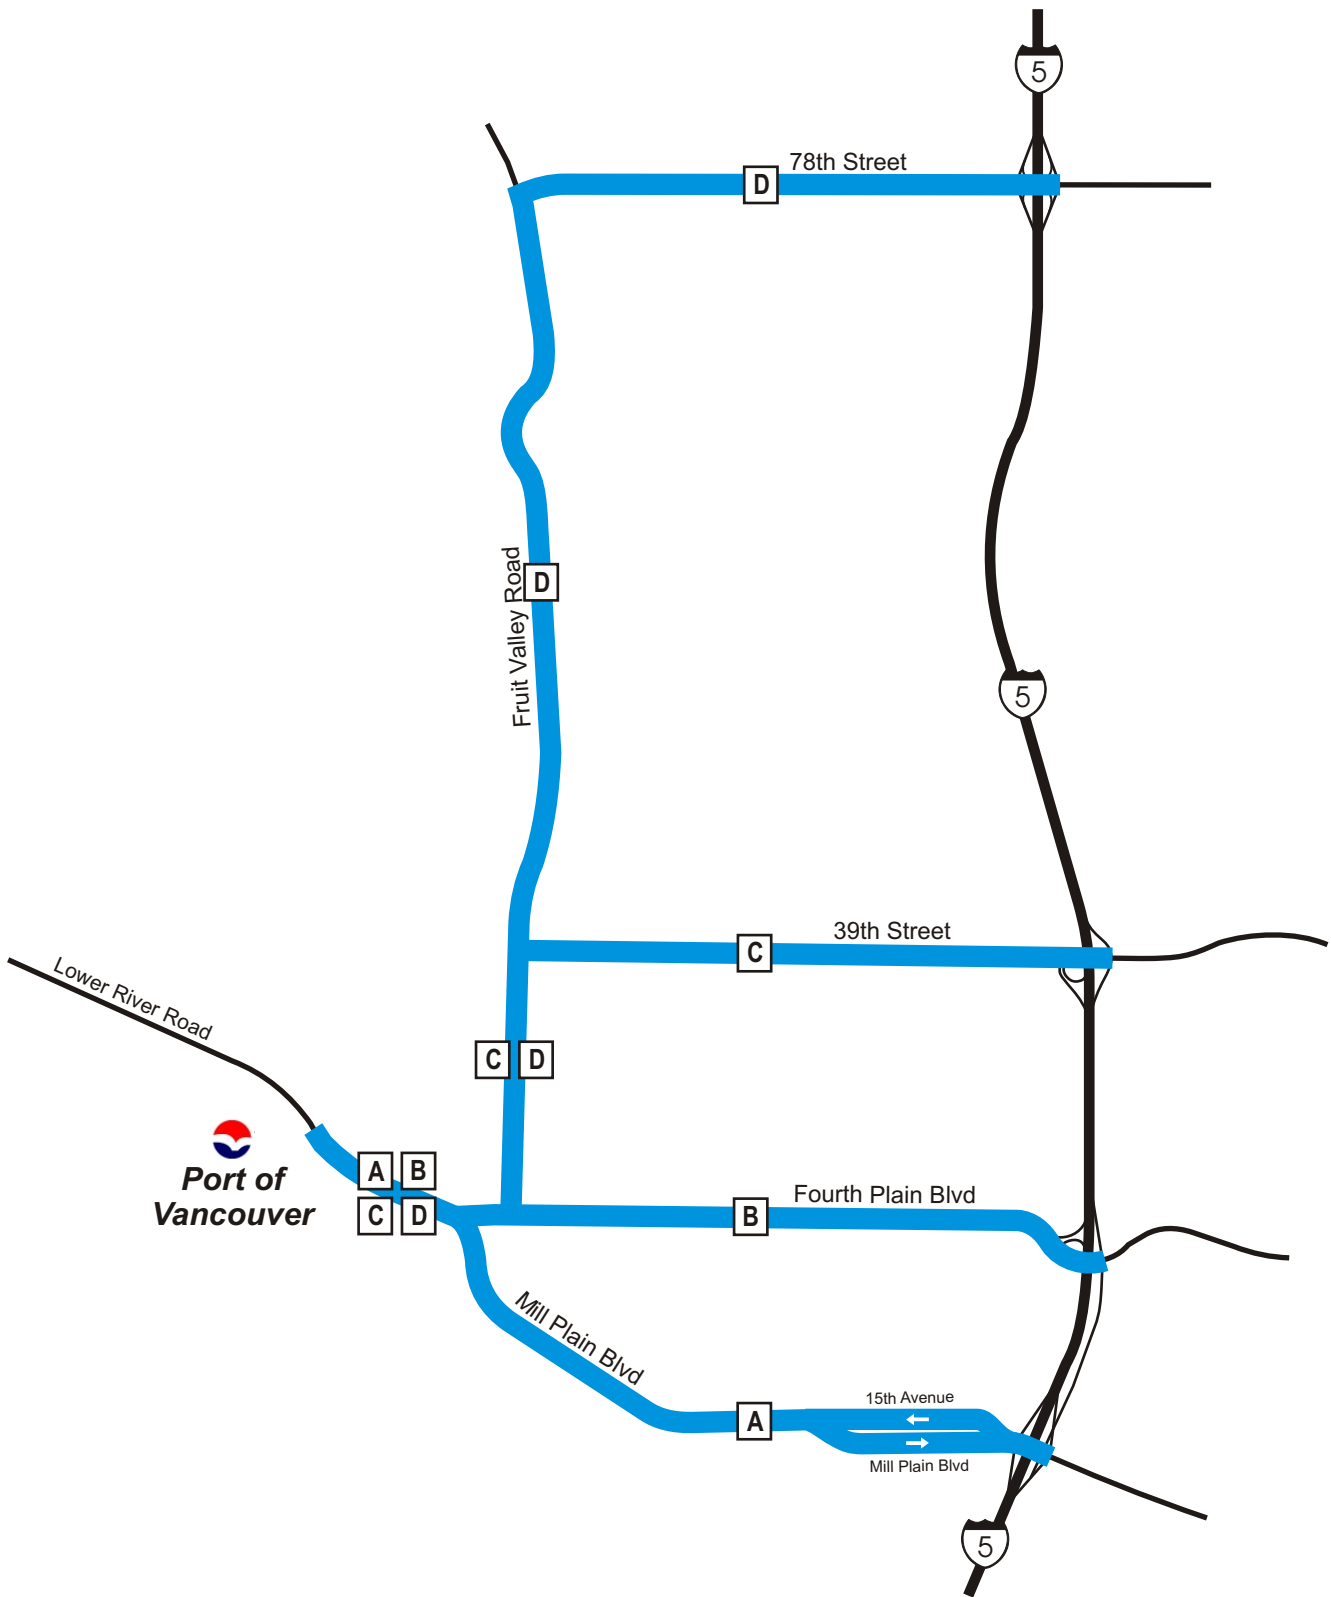 5
78th Street
D
Fruit Valley Road
D
5
39th Street
C
Lower River Road
C D
A B
C D
Port of
Vancouver
Fourth Plain Blvd
B
Mill Plain Blvd
15th Avenue
A
Mill Plain Blvd
5